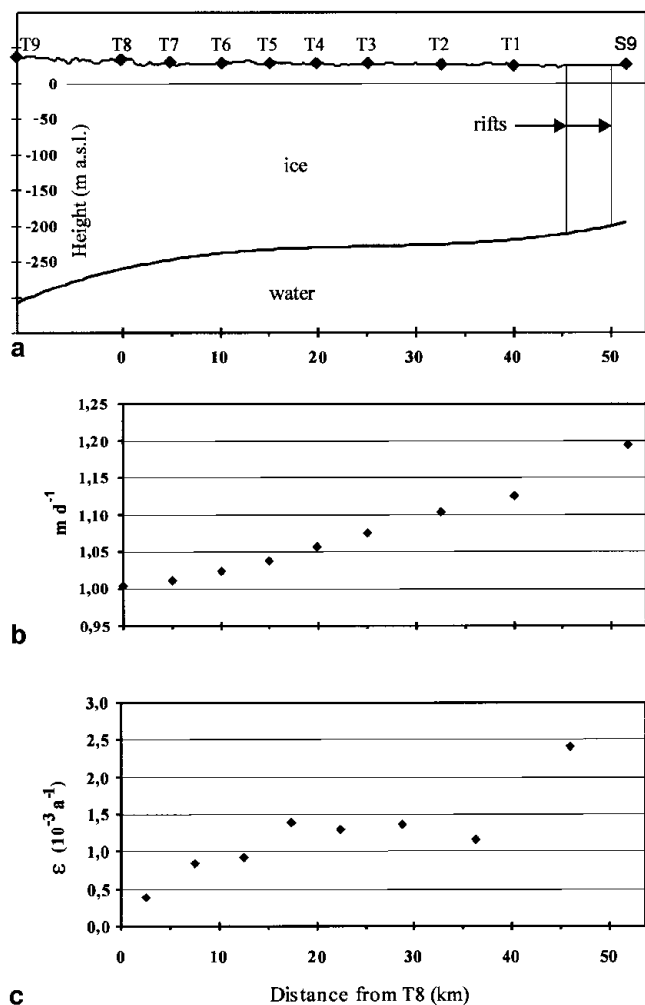 T9 T8 T7 T6 T5 T4 T3 T2 T1 S9
0
-50
-100
-150
-200
-250
Height (m a.s.l.)
rifts
ice
water
a
0 10 20 30 40 50
1,25
1,20
1,15
1,10
1,05
1,00
0,95
m d⁻¹
b
3,0
2,5
2,0
1,5
1,0
0,5
0,0
ε (10⁻³ a⁻¹)
0 10 20 30 40 50
c
Distance from T8 (km)